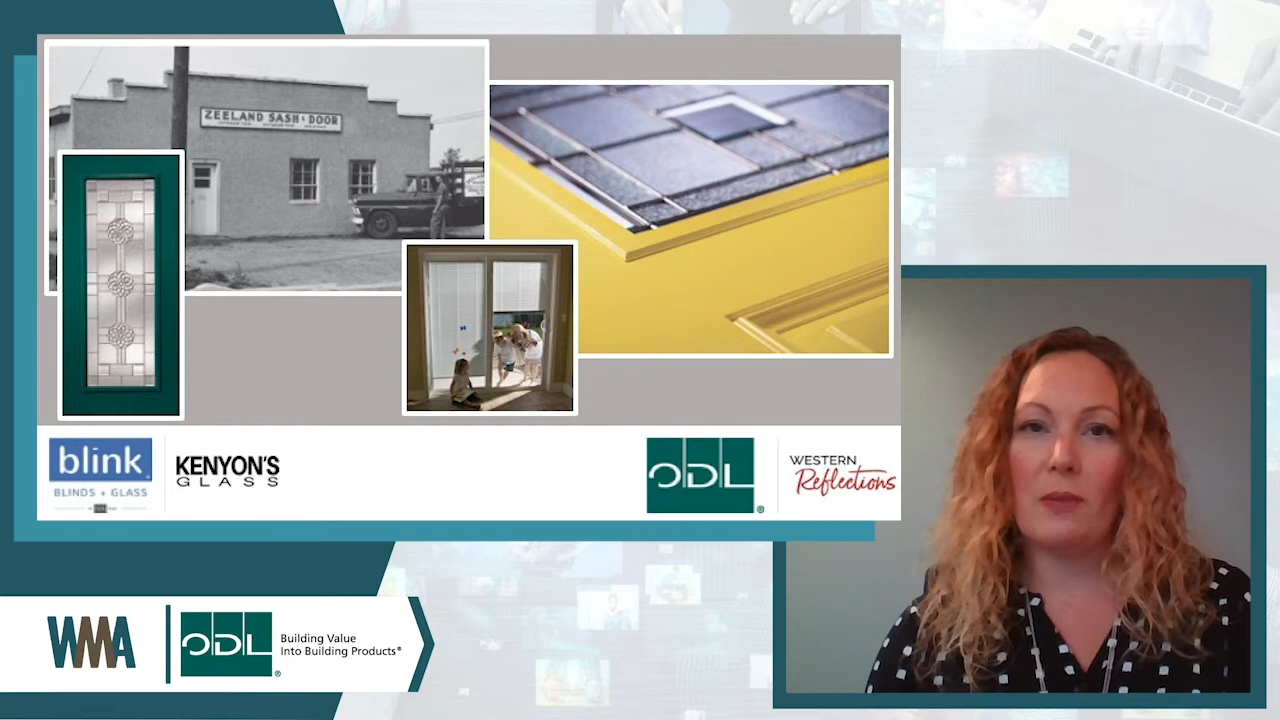 ZEELAND SASH & DOOR
blink
BLINDS + GLASS
KENYON'S
GLASS
ODL
®
WESTERN
Reflections
WMA
ODL
®
Building Value
Into Building Products®